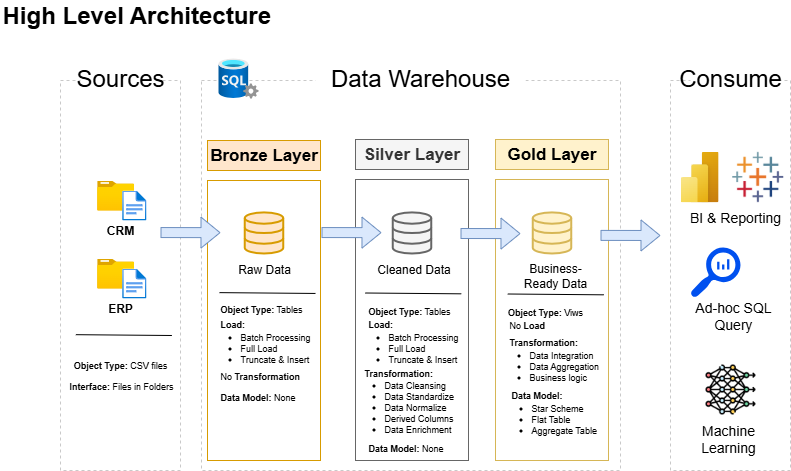 High Level Architecture
Sources
CRM
ERP
Object Type: CSV files
Interface: Files in Folders
SQL
Data Warehouse
Bronze Layer
Raw Data
Object Type: Tables
Load:
Batch Processing
Full Load
Truncate & Insert
No Transformation
Data Model: None
Silver Layer
Cleaned Data
Object Type: Tables
Load:
Batch Processing
Full Load
Truncate & Insert
Transformation:
Data Cleansing
Data Standardize
Data Normalize
Derived Columns
Data Enrichment
Data Model: None
Gold Layer
Business-
Ready Data
Object Type: Viws
No Load
Transformation:
Data Integration
Data Aggregation
Business logic
Data Model:
Star Scheme
Flat Table
Aggregate Table
Consume
BI & Reporting
Ad-hoc SQL
Query
Machine
Learning